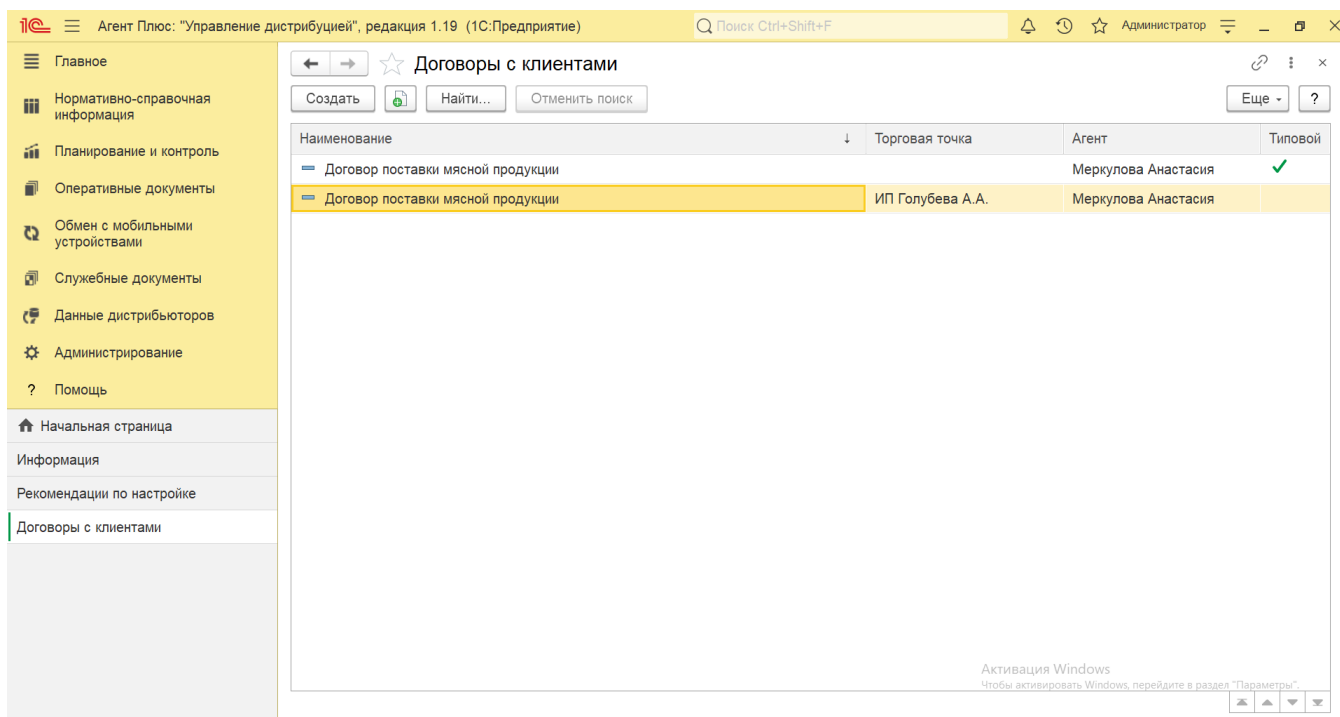 1С Агент Плюс: "Управление дистрибуцией", редакция 1.19 (1С:Предприятие) Поиск Ctrl+Shift+F Администратор
Главное
Нормативно-справочная
информация
Планирование и контроль
Оперативные документы
Обмен с мобильными
устройствами
Служебные документы
Данные дистрибьюторов
Администрирование
? Помощь
Начальная страница
Информация
Рекомендации по настройке
Договоры с клиентами
Договоры с клиентами
Создать Найти... Отменить поиск Еще ?
Наименование Торговая точка Агент Типовой
Договор поставки мясной продукции Меркулова Анастасия
Договор поставки мясной продукции ИП Голубева А.А. Меркулова Анастасия
Активация Windows
Чтобы активировать Windows, перейдите в раздел "Параметры".